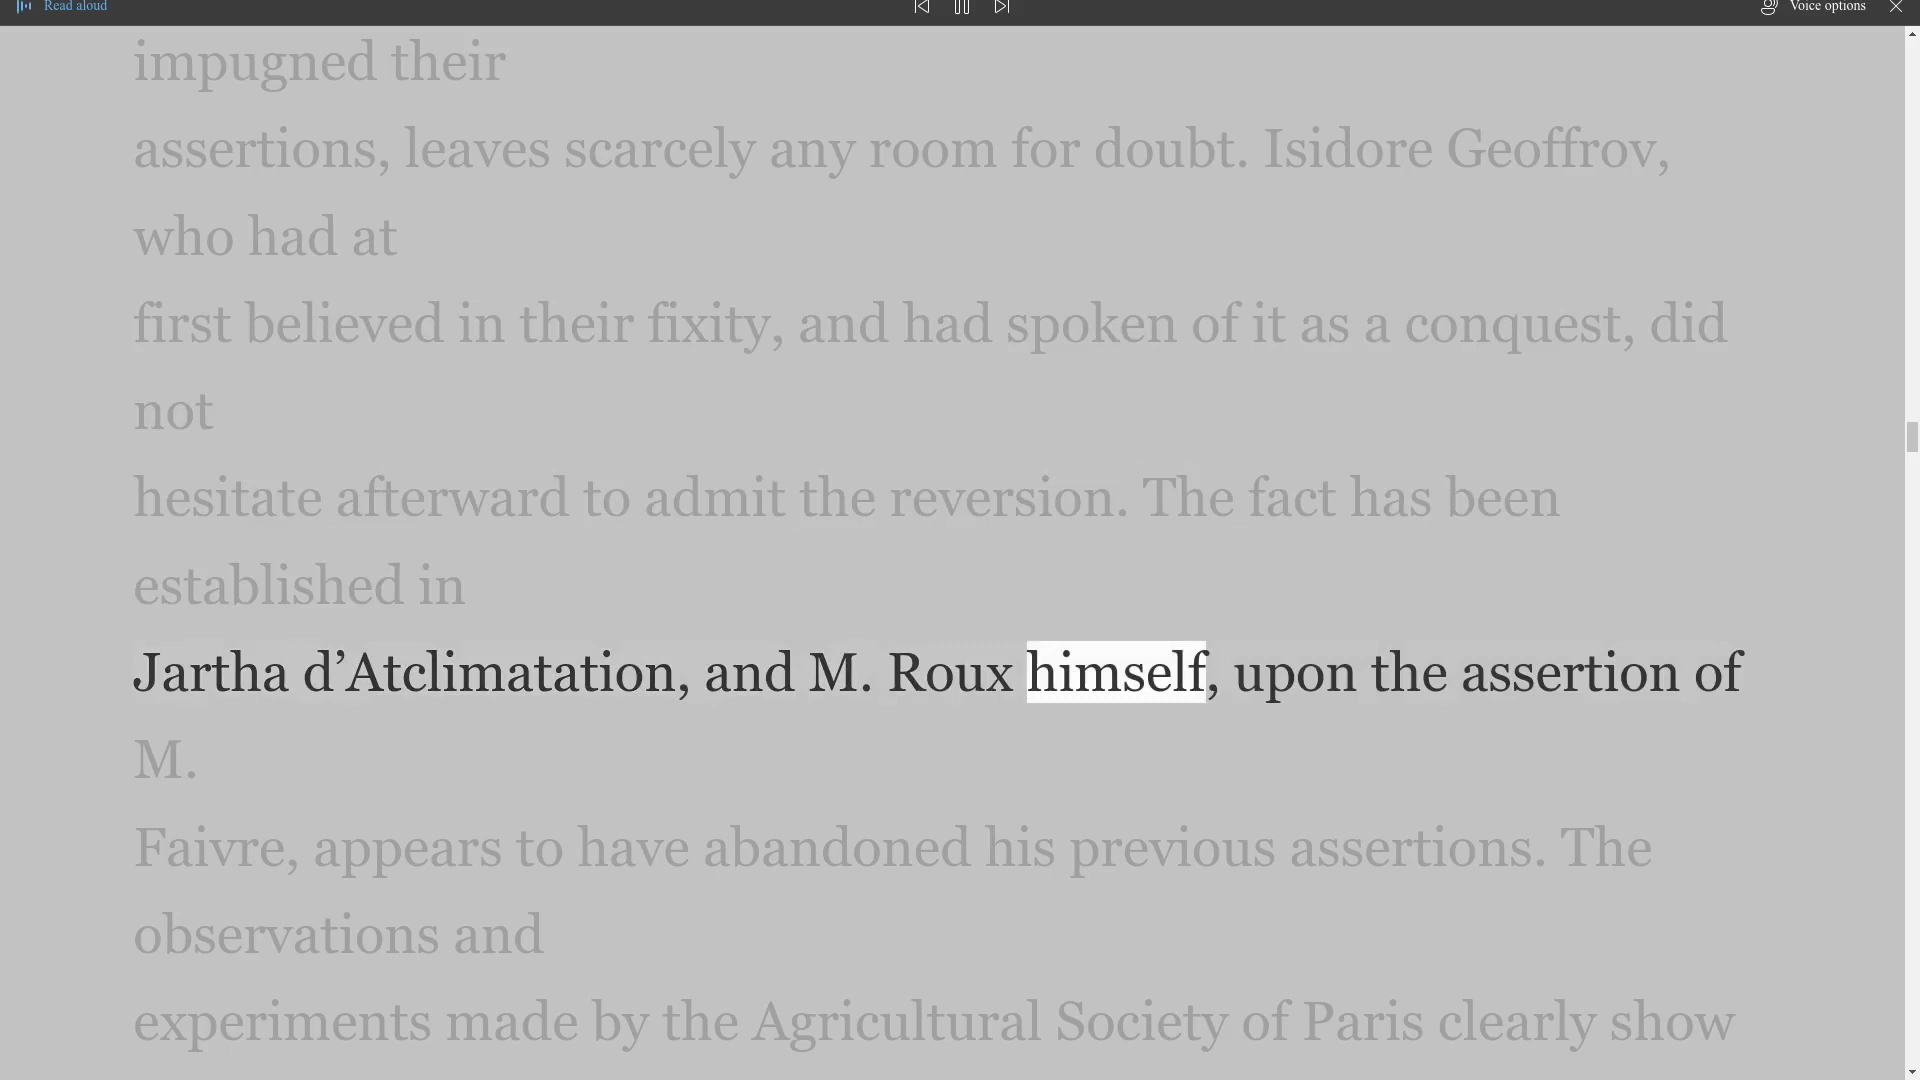 Read aloud
Voice options
impugned their
assertions, leaves scarcely any room for doubt. Isidore Geoffrov,
who had at
first believed in their fixity, and had spoken of it as a conquest, did
not
hesitate afterward to admit the reversion. The fact has been
established in
Jartha d’Atclimatation, and M. Roux himself, upon the assertion of
M.
Faivre, appears to have abandoned his previous assertions. The
observations and
experiments made by the Agricultural Society of Paris clearly show